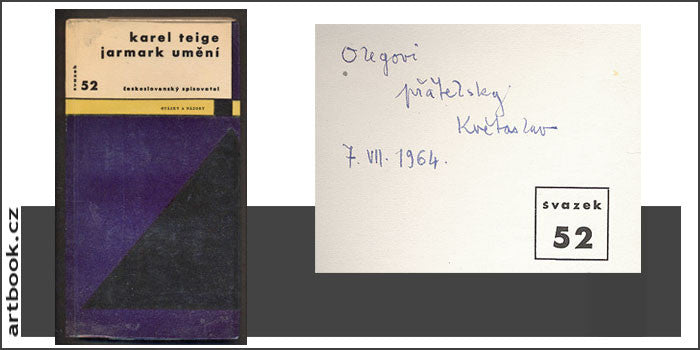 karel teige
jarmark umění
svazek
52
československý spisovatel
otázky a názory
Olegovi
přátelsky
Květoslav
7. VII. 1964.
svazek
52
artbook.cz